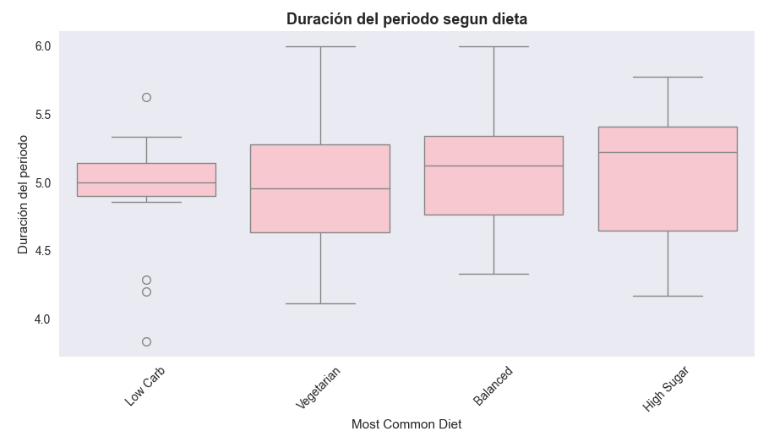 Duración del periodo segun dieta
Duración del periodo
6.0
5.5
5.0
4.5
4.0
Low Carb
Vegetarian
Balanced
High Sugar
Most Common Diet